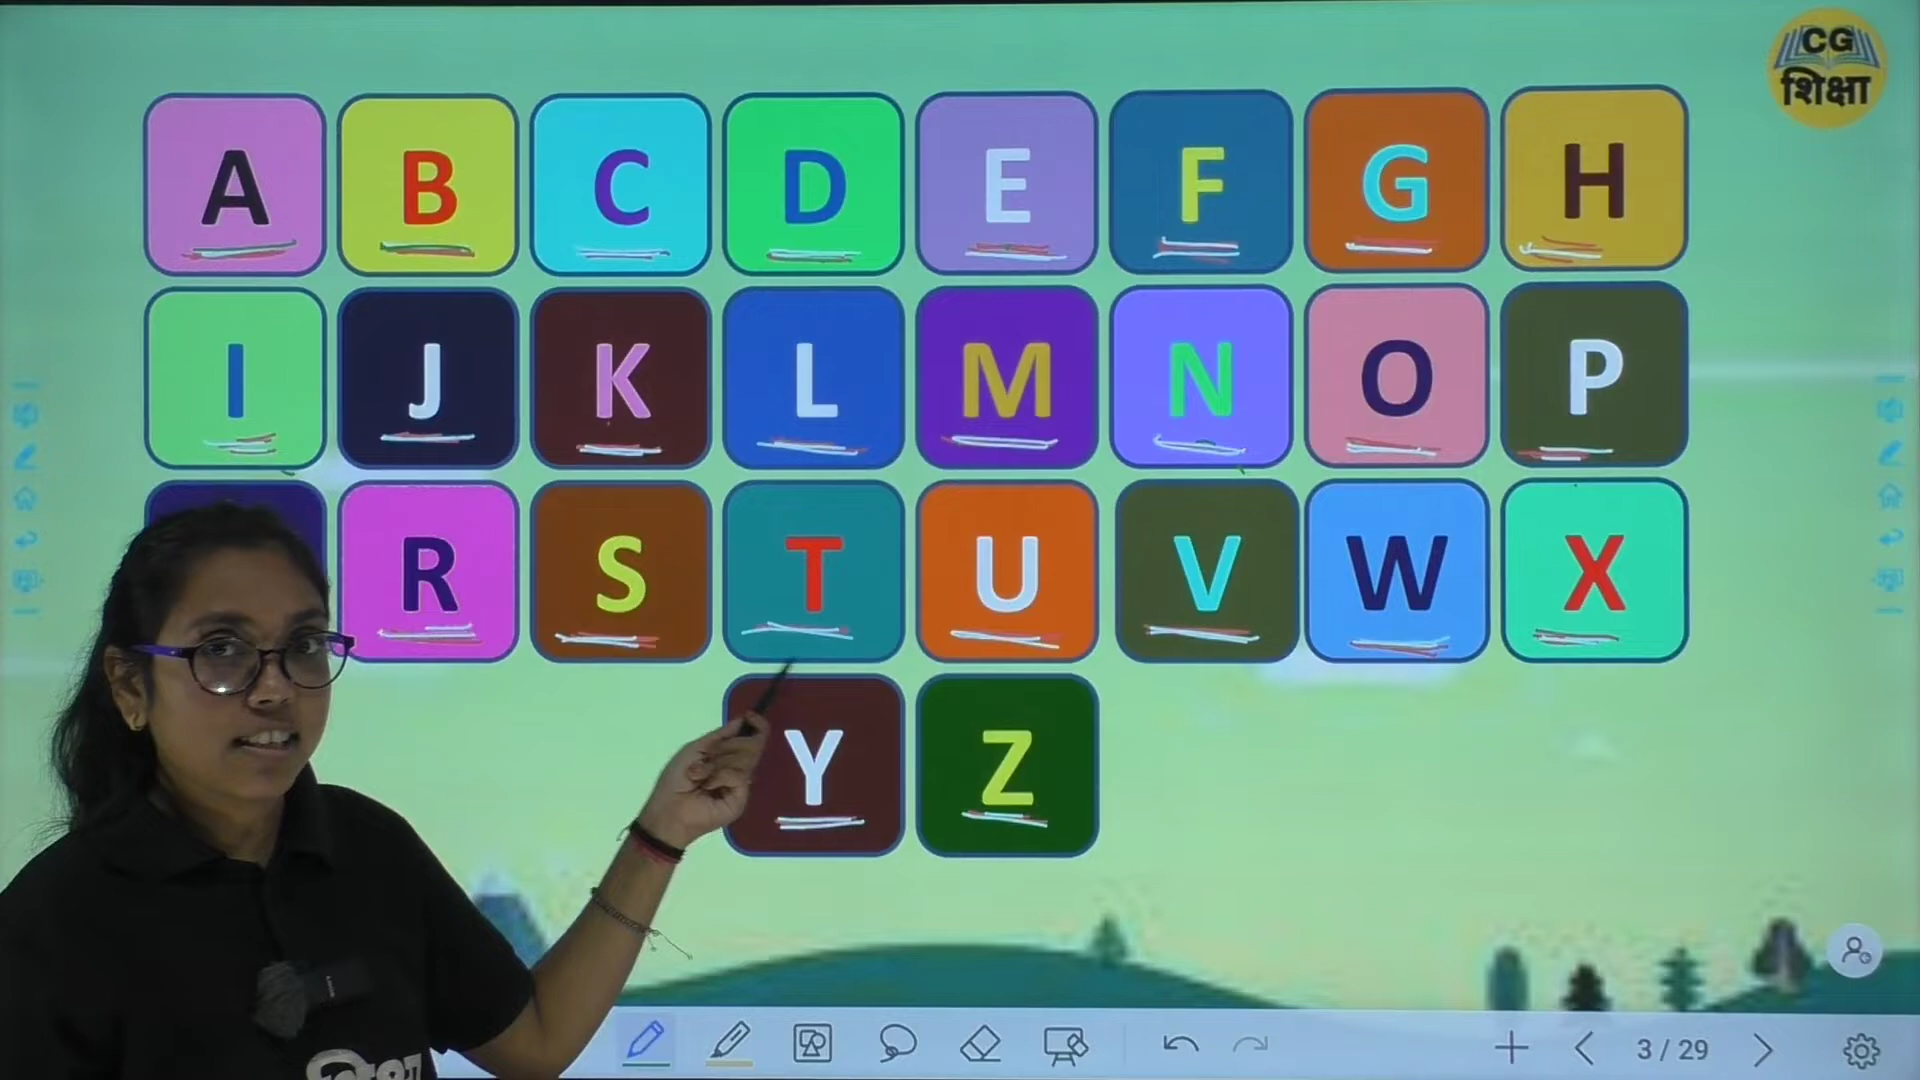 CG
शिक्षा
A B C D E F G H
I J K L M N O P
R S T U V W X
Y Z
3 / 29